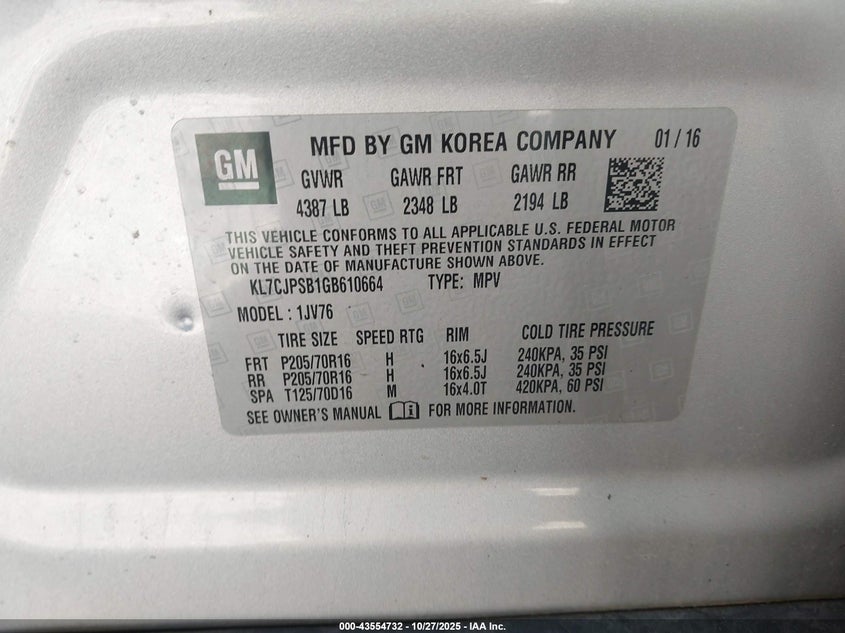 GM
MFD BY GM KOREA COMPANY 01 / 16
GVWR GAWR FRT GAWR RR
4387 LB 2348 LB 2194 LB
THIS VEHICLE CONFORMS TO ALL APPLICABLE U.S. FEDERAL MOTOR
VEHICLE SAFETY AND THEFT PREVENTION STANDARDS IN EFFECT
ON THE DATE OF MANUFACTURE SHOWN ABOVE.
KL7CJPSB1GB610664 TYPE: MPV
MODEL : 1JV76
TIRE SIZE SPEED RTG RIM COLD TIRE PRESSURE
FRT P205/70R16 H 16x6.5J 240KPA, 35 PSI
RR P205/70R16 H 16x6.5J 240KPA, 35 PSI
SPA T125/70D16 M 16x4.0T 420KPA, 60 PSI
SEE OWNER'S MANUAL FOR MORE INFORMATION.
000-43554732 - 10/27/2025 - IAA Inc.